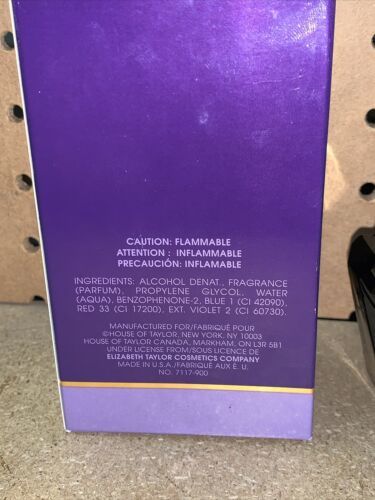 CAUTION: FLAMMABLE
ATTENTION : INFLAMMABLE
PRECAUCIÓN: INFLAMABLE
INGREDIENTS: ALCOHOL DENAT., FRAGRANCE
(PARFUM), PROPYLENE GLYCOL, WATER
(AQUA), BENZOPHENONE-2, BLUE 1 (CI 42090),
RED 33 (CI 17200), EXT. VIOLET 2 (CI 60730).
MANUFACTURED FOR/FABRIQUÉ POUR
©HOUSE OF TAYLOR, NEW YORK, NY 10003
HOUSE OF TAYLOR CANADA, MARKHAM, ON L3R 5B1
UNDER LICENSE FROM/SOUS LICENCE DE
ELIZABETH TAYLOR COSMETICS COMPANY
MADE IN U.S.A./FABRIQUÉ AUX É. U.
NO. 7117-900